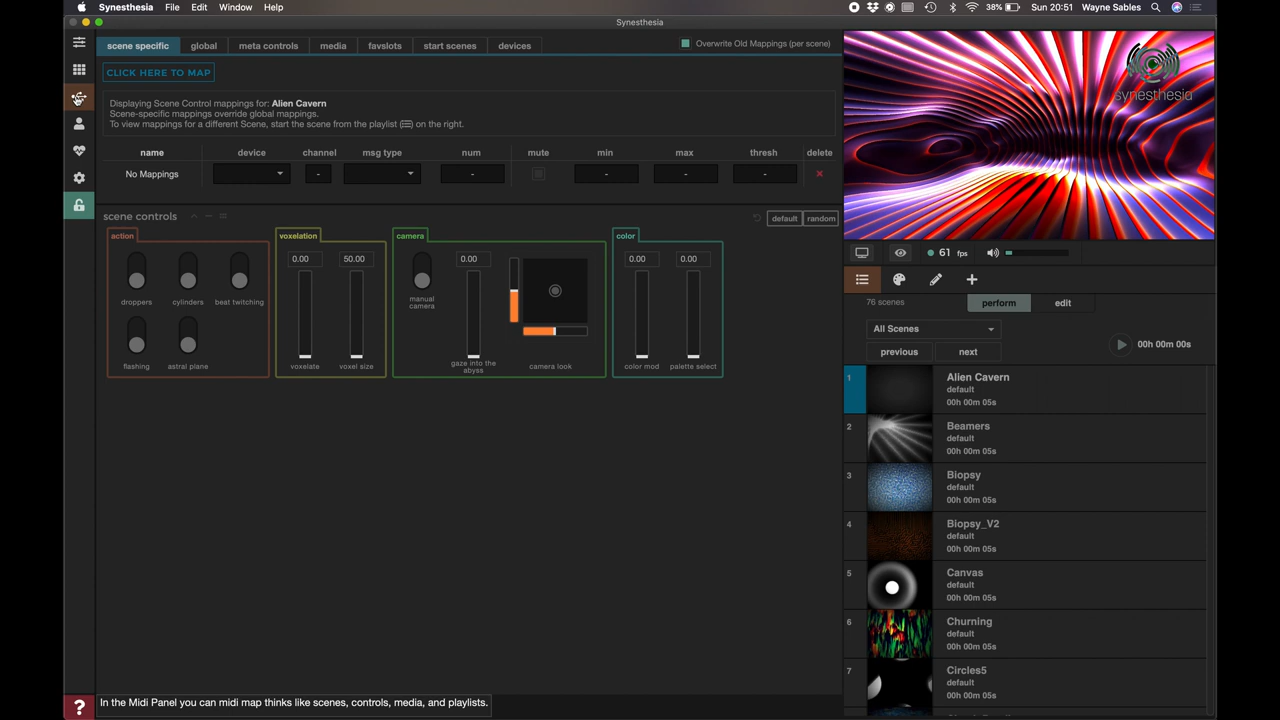 Synesthesia File Edit Window Help 38% Sun 20:51 Wayne Sables
Synesthesia
scene specific global meta controls media favslots start scenes devices Overwrite Old Mappings (per scene)
CLICK HERE TO MAP
Displaying Scene Control mappings for: Alien Cavern
Scene-specific mappings override global mappings.
To view mappings for a different Scene, start the scene from the playlist ( ) on the right.
name device channel msg type num mute min max thresh delete
No Mappings - - - - -
scene controls default random
action voxelation camera color
0.00 50.00 0.00 0.00 0.00
droppers cylinders beat twitching
manual camera
flashing astral plane voxelate voxel size gaze into the abyss camera look color mod palette select
synesthesia
61 fps
76 scenes perform edit
All Scenes
previous next 00h 00m 00s
1 Alien Cavern
default
00h 00m 05s
2 Beamers
default
00h 00m 05s
3 Biopsy
default
00h 00m 05s
4 Biopsy_V2
default
00h 00m 05s
5 Canvas
default
00h 00m 05s
6 Churning
default
00h 00m 05s
7 Circles5
default
00h 00m 05s
? In the Midi Panel you can midi map thinks like scenes, controls, media, and playlists.